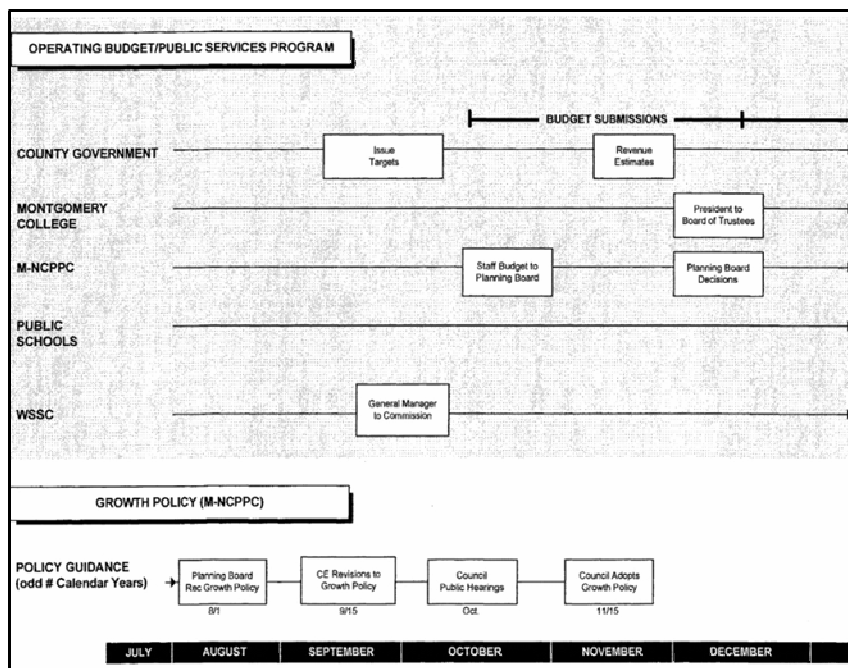 OPERATING BUDGET/PUBLIC SERVICES PROGRAM
BUDGET SUBMISSIONS
COUNTY GOVERNMENT
Issue
Targets
Revenue
Estimates
MONTGOMERY
COLLEGE
President to
Board of Trustees
M-NCPPC
Staff Budget to
Planning Board
Planning Board
Decisions
PUBLIC
SCHOOLS
WSSC
General Manager
to Commission
GROWTH POLICY (M-NCPPC)
POLICY GUIDANCE
(odd # Calendar Years)
Planning Board
Rec Growth Policy
8/1
CE Revisions to
Growth Policy
9/15
Council
Public Hearings
Oct.
Council Adopts
Growth Policy
11/15
JULY
AUGUST
SEPTEMBER
OCTOBER
NOVEMBER
DECEMBER